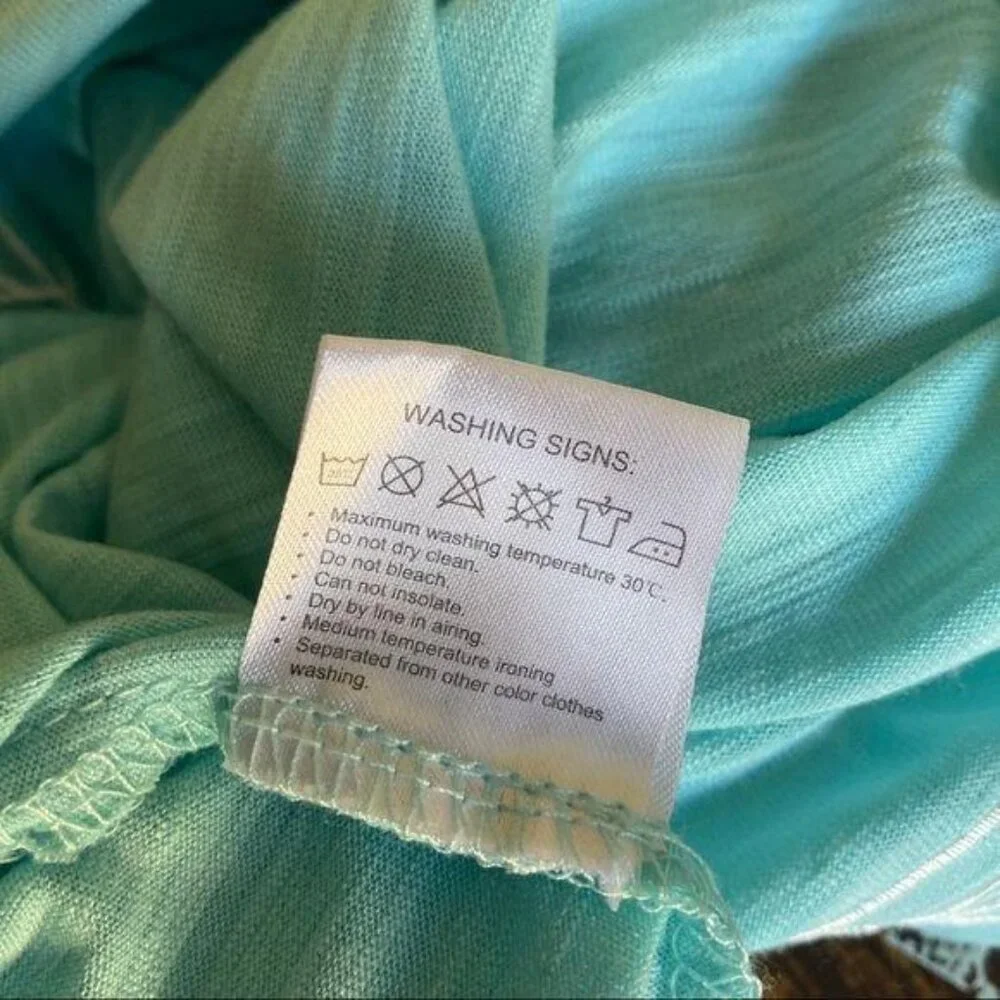 WASHING SIGNS:
· Maximum washing temperature 30℃.
· Do not dry clean.
· Do not bleach.
· Can not insolate.
· Dry by line in airing.
· Medium temperature ironing
· Separated from other color clothes
washing.